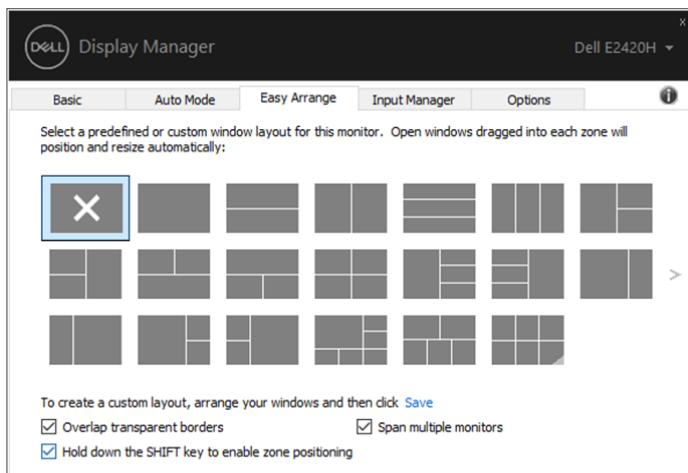 DELL Display Manager Dell E2420H
x
Basic Auto Mode Easy Arrange Input Manager Options i
Select a predefined or custom window layout for this monitor. Open windows dragged into each zone will
position and resize automatically:
>
To create a custom layout, arrange your windows and then click Save
Overlap transparent borders Span multiple monitors
Hold down the SHIFT key to enable zone positioning